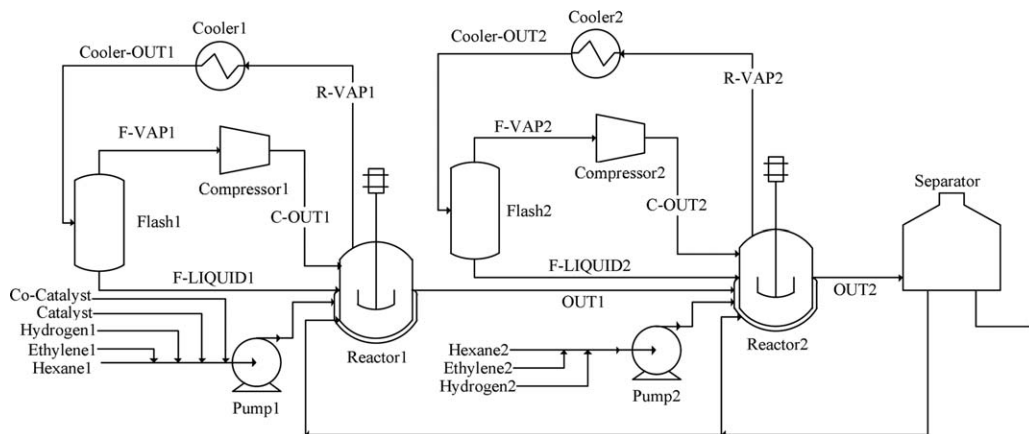 Cooler1
Cooler-OUT1
R-VAP1
F-VAP1
Compressor1
C-OUT1
Flash1
F-LIQUID1
Co-Catalyst
Catalyst
Hydrogen1
Ethylene1
Hexane1
Pump1
Reactor1
OUT1
Cooler2
Cooler-OUT2
R-VAP2
F-VAP2
Compressor2
C-OUT2
Flash2
F-LIQUID2
Hexane2
Ethylene2
Hydrogen2
Pump2
Reactor2
OUT2
Separator